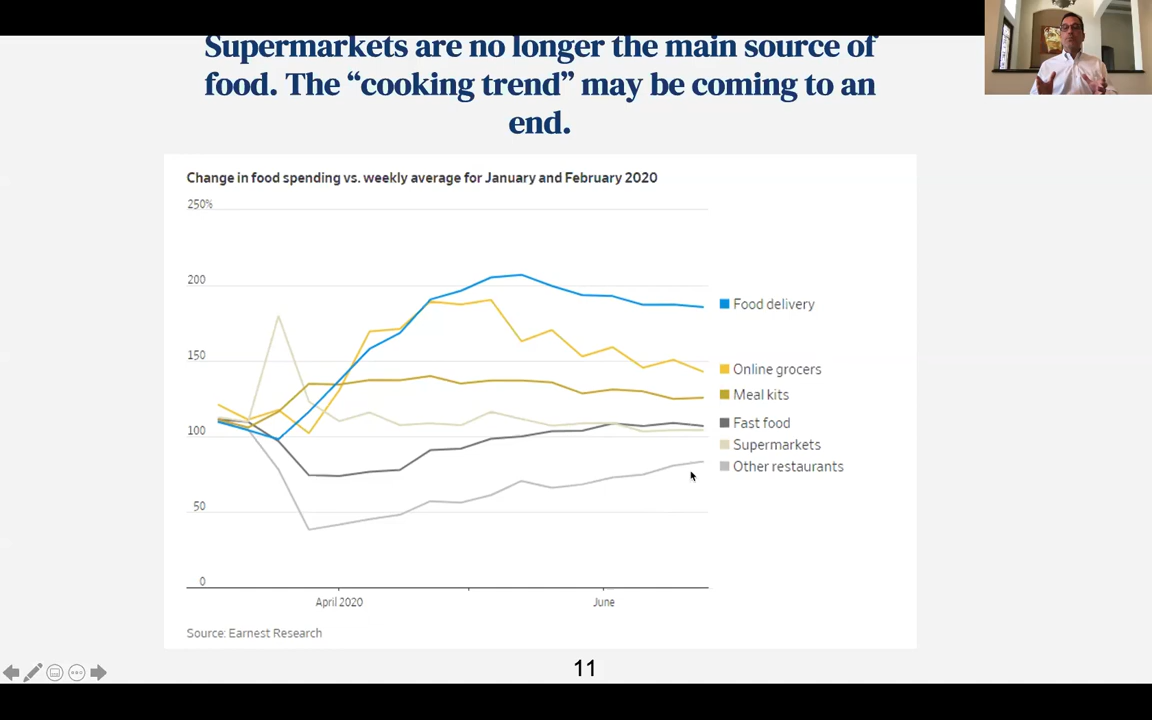 Supermarkets are no longer the main source of
food. The “cooking trend” may be coming to an
end.
Change in food spending vs. weekly average for January and February 2020
250%
200
150
100
50
0
April 2020
June
Food delivery
Online grocers
Meal kits
Fast food
Supermarkets
Other restaurants
Source: Earnest Research
11